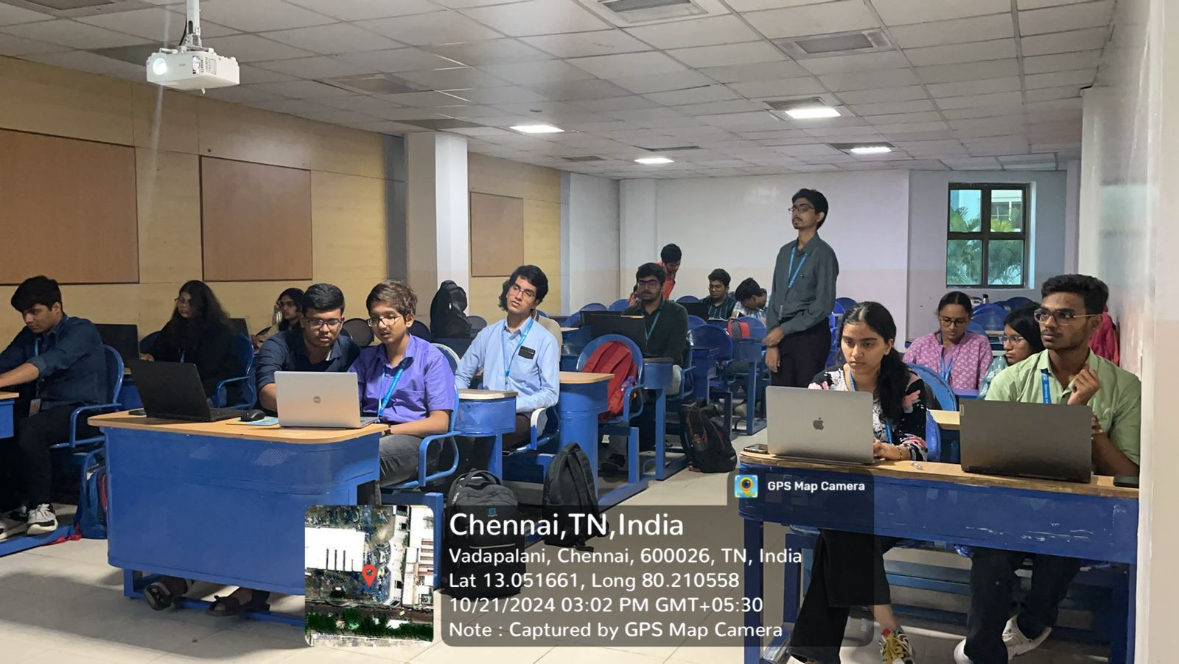 GPS Map Camera
Chennai,TN,India
Vadapalani, Chennai, 600026, TN, India
Lat 13.051661, Long 80.210558
10/21/2024 03:02 PM GMT+05:30
Note : Captured by GPS Map Camera